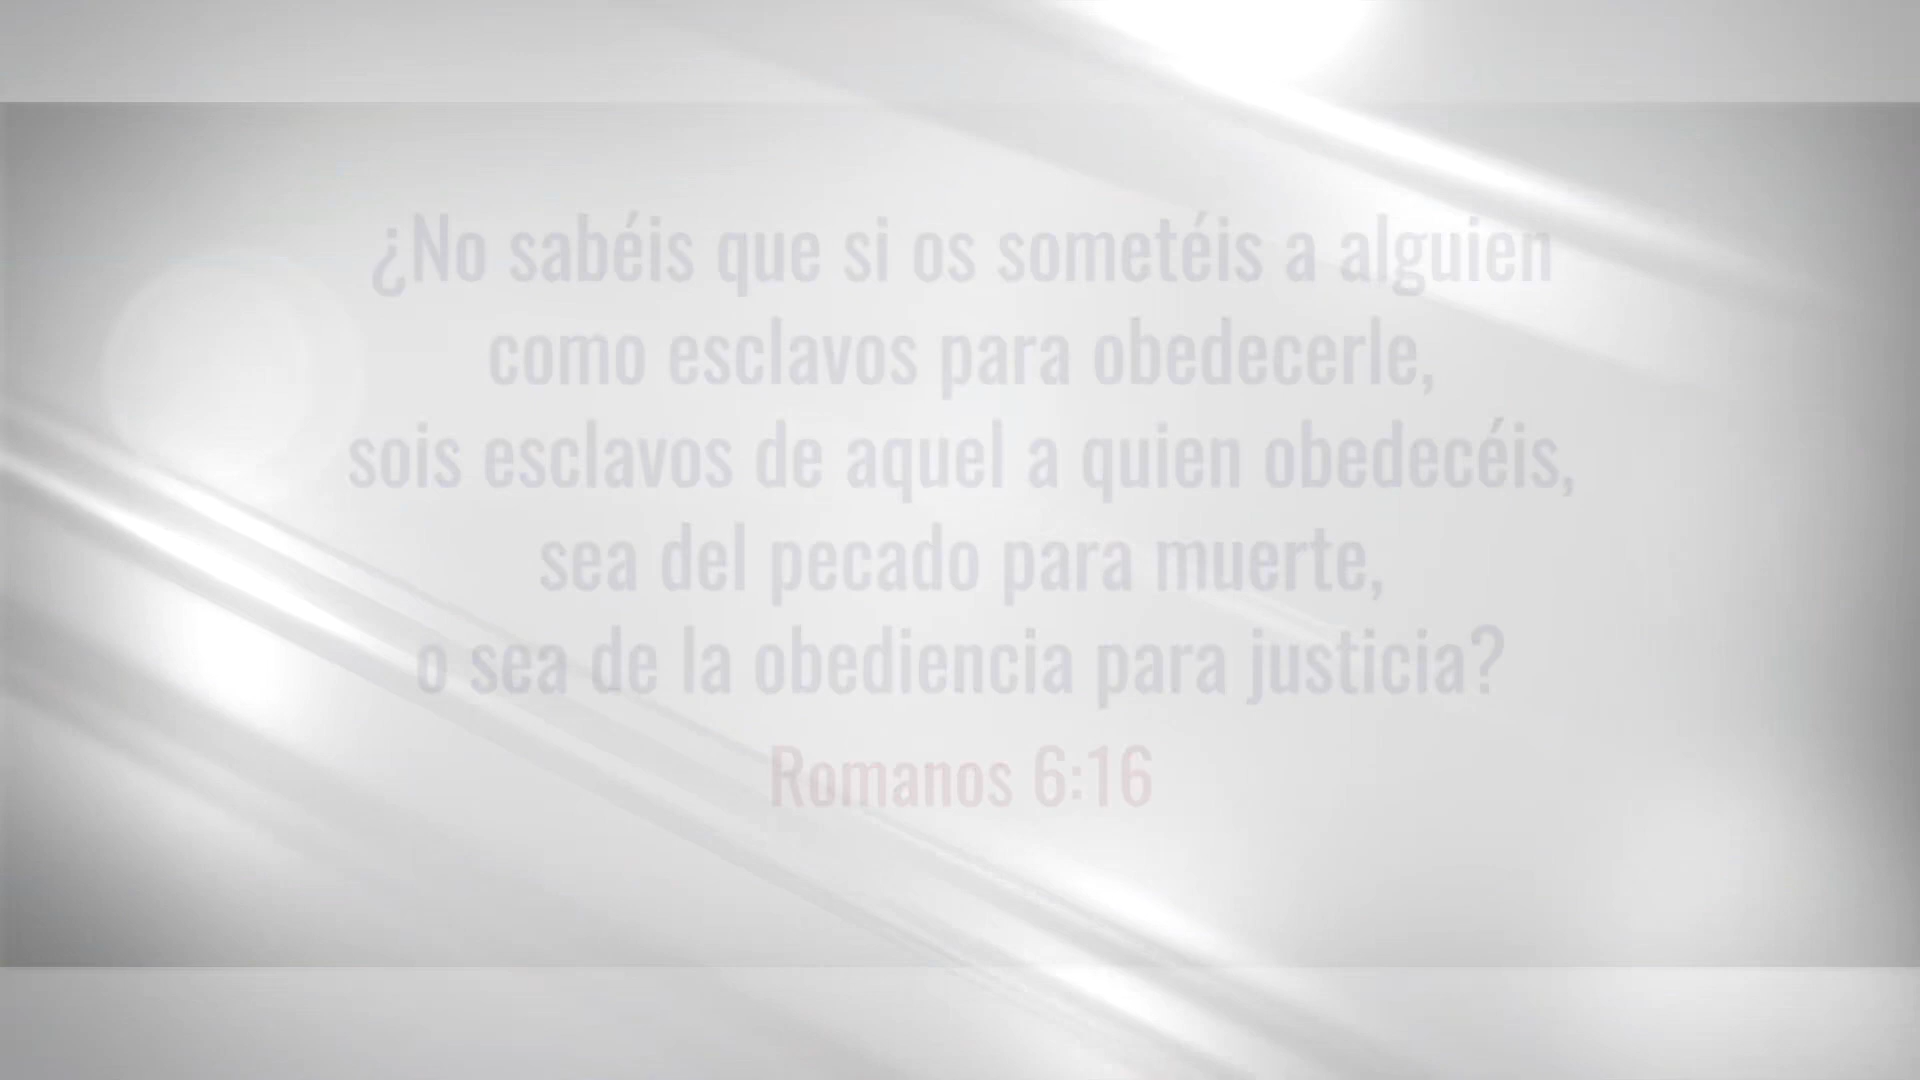 ¿No sabéis que si os sometéis a alguien
como esclavos para obedecerle,
sois esclavos de aquel a quien obedecéis,
sea del pecado para muerte,
o sea de la obediencia para justicia?
Romanos 6:16